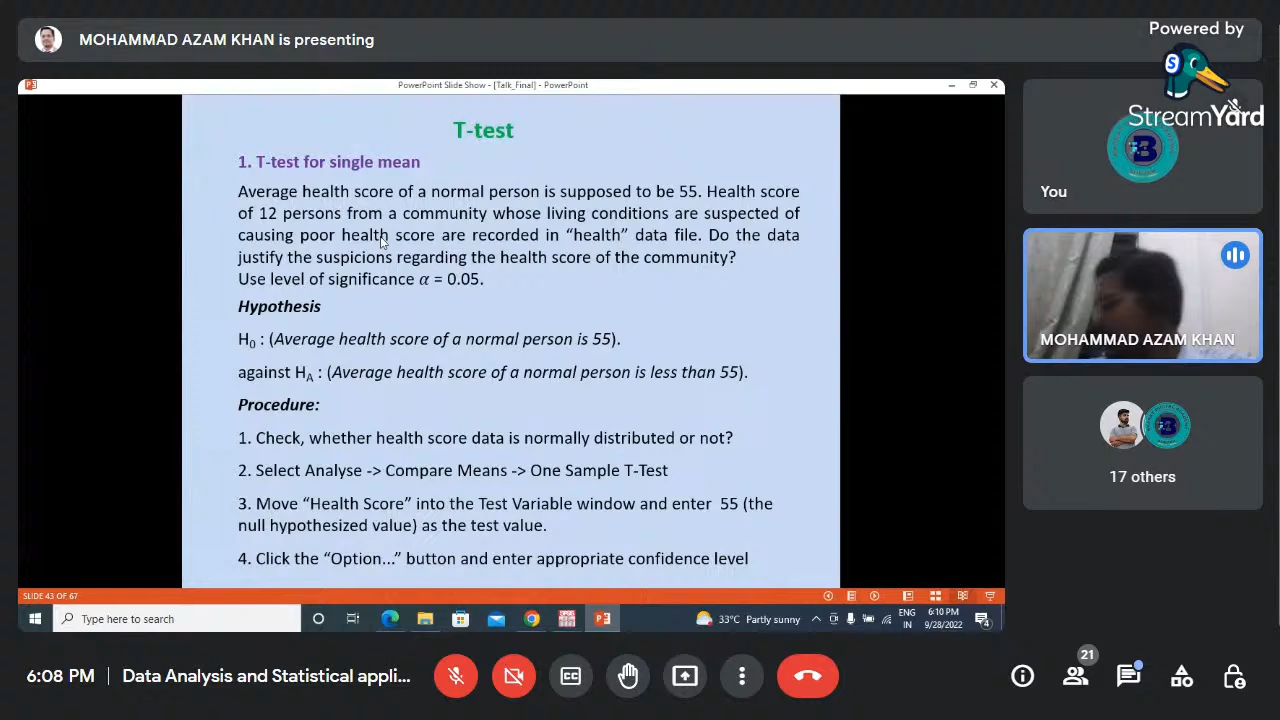 MOHAMMAD AZAM KHAN is presenting
Powered by
StreamYard
PowerPoint Slide Show - [Talk_Final] - PowerPoint
T-test
1. T-test for single mean
Average health score of a normal person is supposed to be 55. Health score
of 12 persons from a community whose living conditions are suspected of
causing poor health score are recorded in “health” data file. Do the data
justify the suspicions regarding the health score of the community?
Use level of significance α = 0.05.
Hypothesis
H0 : (Average health score of a normal person is 55).
against HA : (Average health score of a normal person is less than 55).
Procedure:
1. Check, whether health score data is normally distributed or not?
2. Select Analyse -> Compare Means -> One Sample T-Test
3. Move “Health Score” into the Test Variable window and enter 55 (the
null hypothesized value) as the test value.
4. Click the “Option...” button and enter appropriate confidence level
SLIDE 43 OF 67
Type here to search
33°C Partly sunny
ENG
IN
6:10 PM
9/28/2022
4
You
MOHAMMAD AZAM KHAN
17 others
6:08 PM
Data Analysis and Statistical appli...
21